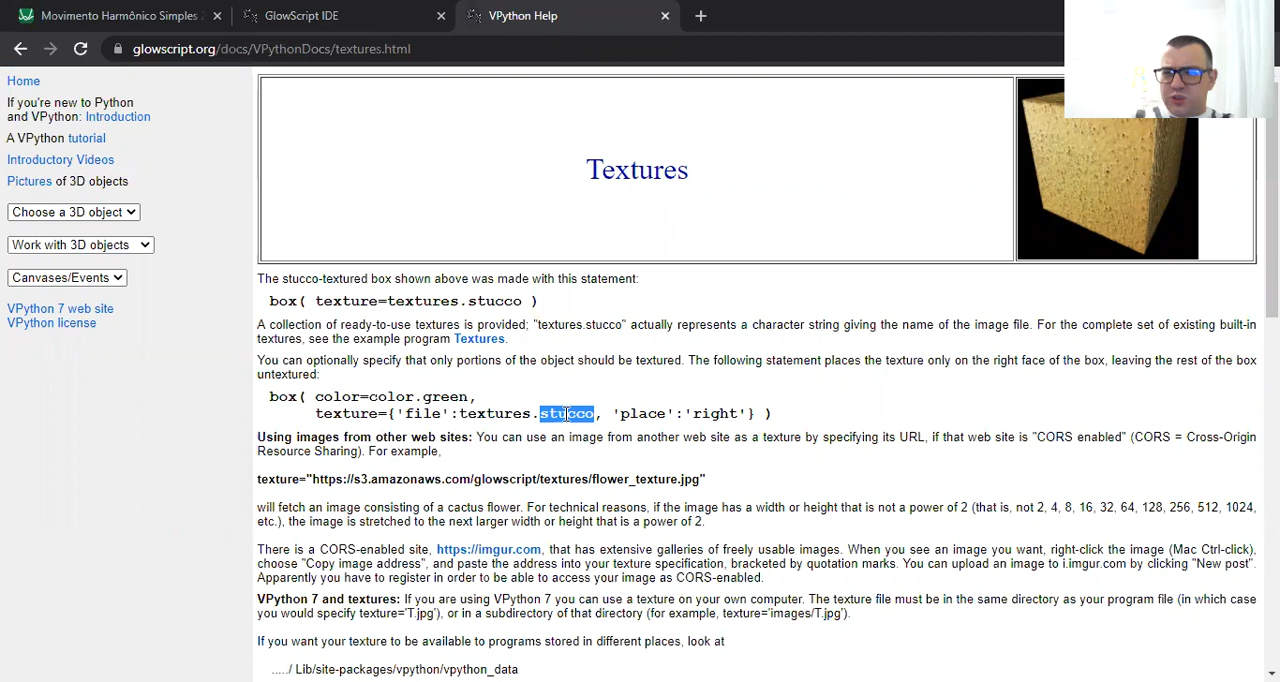 Movimento Harmônico Simples
GlowScript IDE
VPython Help
glowscript.org/docs/VPythonDocs/textures.html
Home
If you're new to Python
and VPython: Introduction
A VPython tutorial
Introductory Videos
Pictures of 3D objects
Choose a 3D object
Work with 3D objects
Canvases/Events
VPython 7 web site
VPython license
Textures
The stucco-textured box shown above was made with this statement:
box( texture=textures.stucco )
A collection of ready-to-use textures is provided; "textures.stucco" actually represents a character string giving the name of the image file. For the complete set of existing built-in
textures, see the example program Textures.
You can optionally specify that only portions of the object should be textured. The following statement places the texture only on the right face of the box, leaving the rest of the box
untextured:
box( color=color.green,
texture={'file':textures.stucco, 'place':'right'} )
Using images from other web sites: You can use an image from another web site as a texture by specifying its URL, if that web site is "CORS enabled" (CORS = Cross-Origin
Resource Sharing). For example,
texture="https://s3.amazonaws.com/glowscript/textures/flower_texture.jpg"
will fetch an image consisting of a cactus flower. For technical reasons, if the image has a width or height that is not a power of 2 (that is, not 2, 4, 8, 16, 32, 64, 128, 256, 512, 1024,
etc.), the image is stretched to the next larger width or height that is a power of 2.
There is a CORS-enabled site, https://imgur.com, that has extensive galleries of freely usable images. When you see an image you want, right-click the image (Mac Ctrl-click),
choose "Copy image address", and paste the address into your texture specification, bracketed by quotation marks. You can upload an image to i.imgur.com by clicking "New post".
Apparently you have to register in order to be able to access your image as CORS-enabled.
VPython 7 and textures: If you are using VPython 7 you can use a texture on your own computer. The texture file must be in the same directory as your program file (in which case
you would specify texture='T.jpg'), or in a subdirectory of that directory (for example, texture='images/T.jpg').
If you want your texture to be available to programs stored in different places, look at
...../ Lib/site-packages/vpython/vpython_data